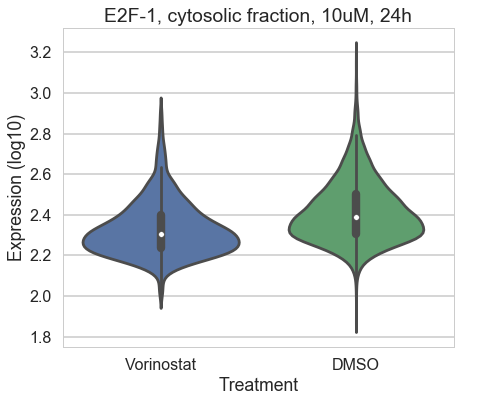 E2F-1, cytosolic fraction, 10uM, 24h
3.2
3.0
2.8
2.6
2.4
2.2
2.0
1.8
Expression (log10)
Vorinostat DMSO
Treatment